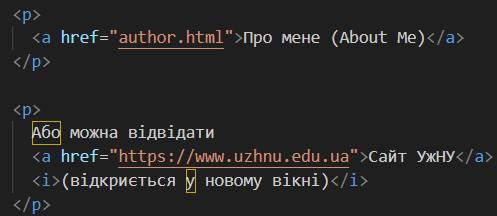 <p>
<a href="author.html">Про мене (About Me)</a>
</p>
<p>
Або можна відвідати
<a href="https://www.uzhnu.edu.ua">Сайт УжНУ</a>
<i>(відкриється у новому вікні)</i>
</p>